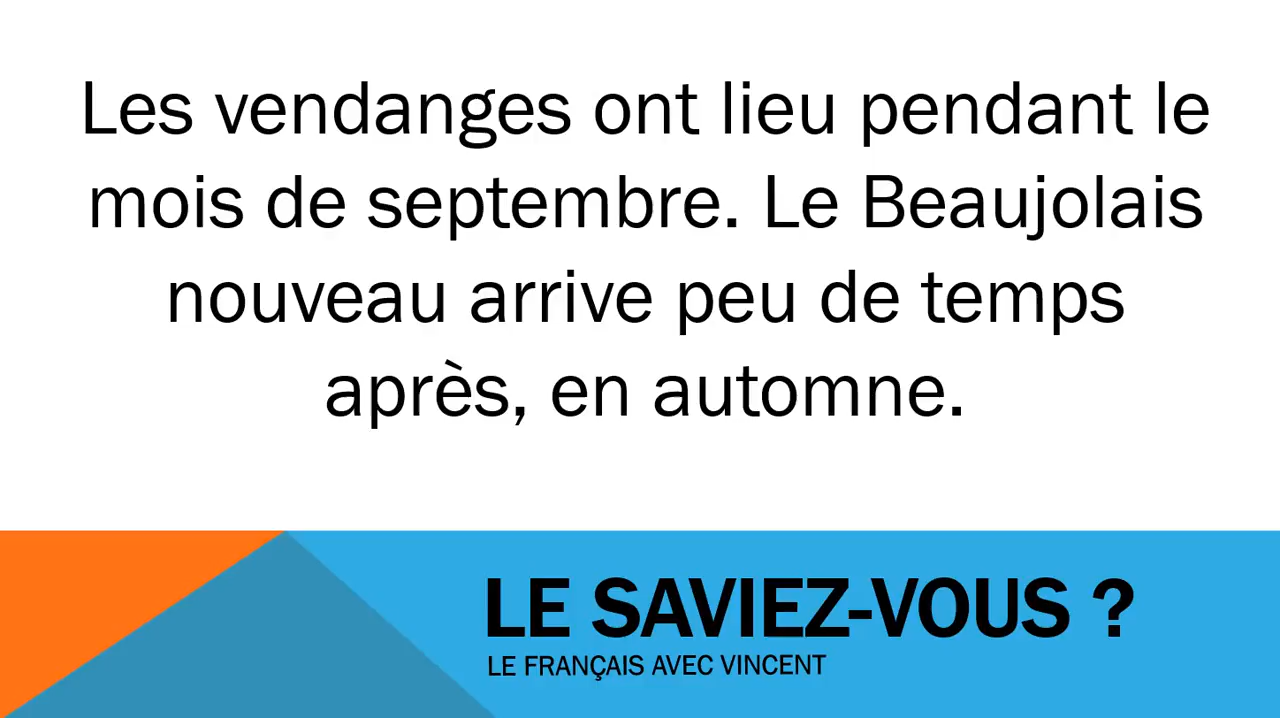 Les vendanges ont lieu pendant le
mois de septembre. Le Beaujolais
nouveau arrive peu de temps
après, en automne.
LE SAVIEZ-VOUS ?
LE FRANÇAIS AVEC VINCENT